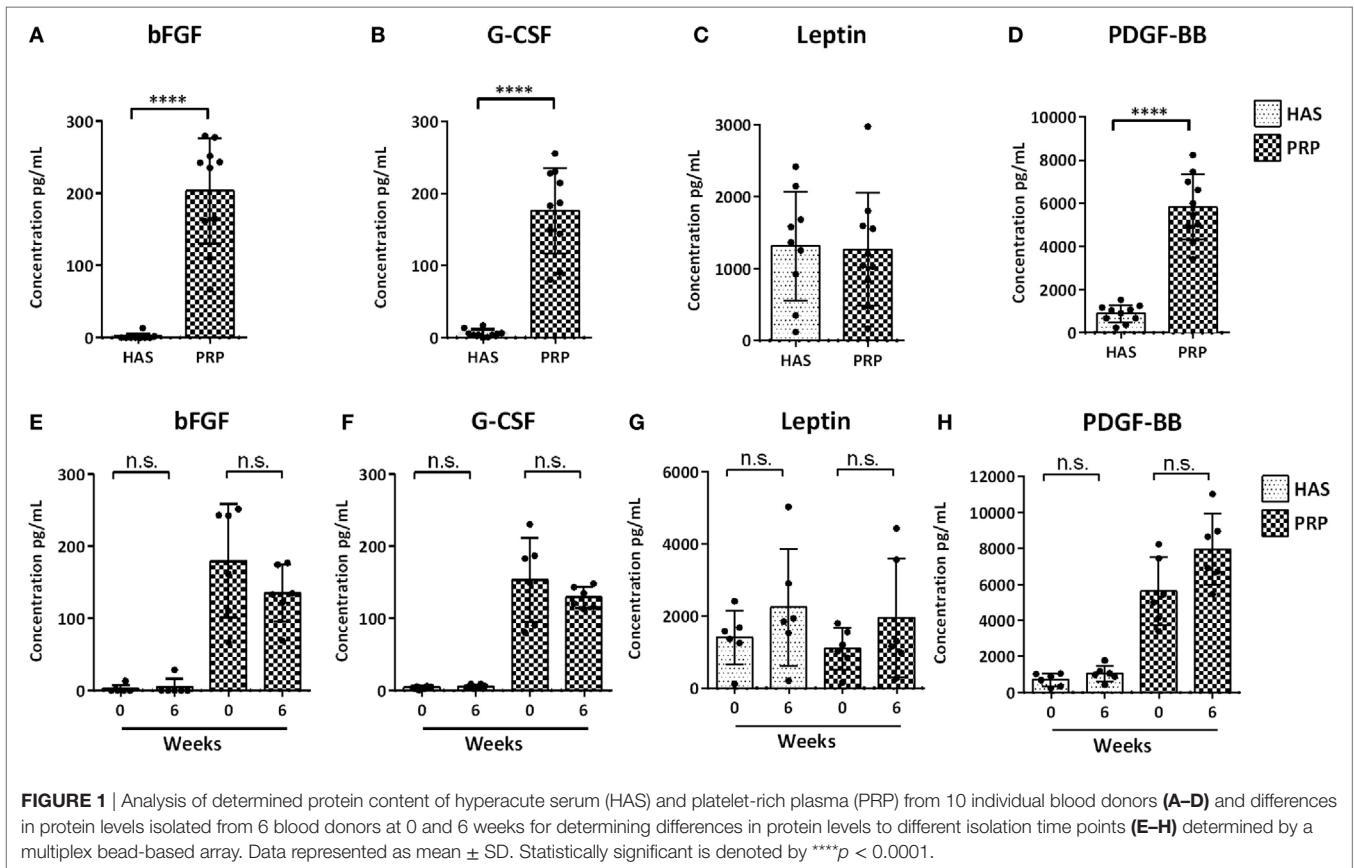 A bFGF
B G-CSF
C Leptin
D PDGF-BB
****
****
****
HAS
PRP
Concentration pg/mL
300
200
100
0
HAS PRP
Concentration pg/mL
300
200
100
0
HAS PRP
Concentration pg/mL
3000
2000
1000
0
HAS PRP
Concentration pg/mL
10000
8000
6000
4000
2000
0
HAS PRP
E bFGF
F G-CSF
G Leptin
H PDGF-BB
n.s. n.s.
n.s. n.s.
n.s. n.s.
n.s. n.s.
HAS
PRP
Concentration pg/mL
300
200
100
0
0 6 0 6
Weeks
Concentration pg/mL
300
200
100
0
0 6 0 6
Weeks
Concentration pg/mL
6000
4000
2000
0
0 6 0 6
Weeks
Concentration pg/mL
12000
10000
8000
6000
4000
2000
0
0 6 0 6
Weeks
FIGURE 1 | Analysis of determined protein content of hyperacute serum (HAS) and platelet-rich plasma (PRP) from 10 individual blood donors (A–D) and differences
in protein levels isolated from 6 blood donors at 0 and 6 weeks for determining differences in protein levels to different isolation time points (E–H) determined by a
multiplex bead-based array. Data represented as mean ± SD. Statistically significant is denoted by ****p < 0.0001.